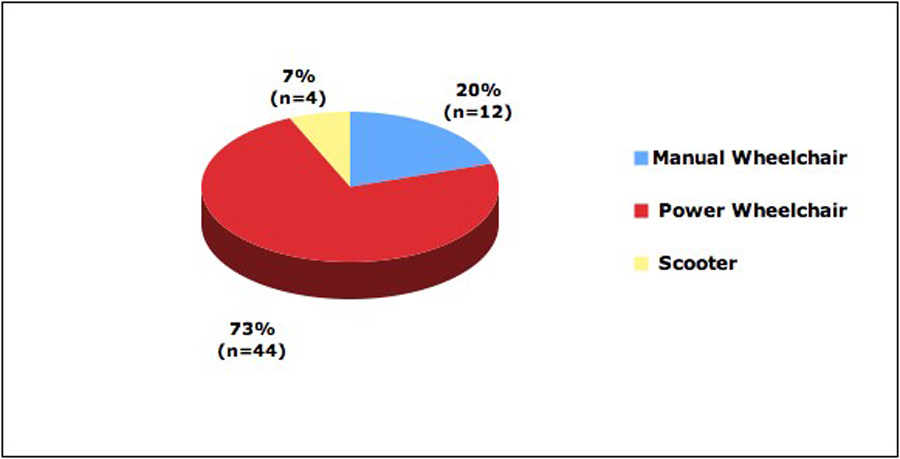 7%
(n=4)
20%
(n=12)
Manual Wheelchair
Power Wheelchair
Scooter
73%
(n=44)